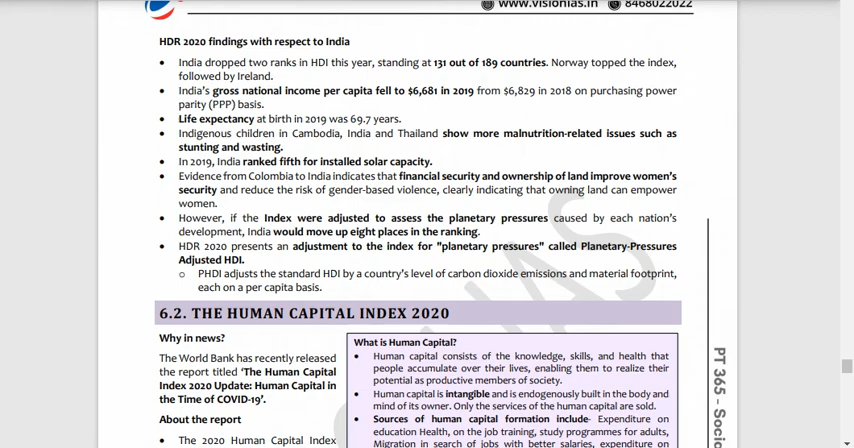 www.visionias.in 8468022022
HDR 2020 findings with respect to India
• India dropped two ranks in HDI this year, standing at 131 out of 189 countries. Norway topped the index,
followed by Ireland.
• India's gross national income per capita fell to $6,681 in 2019 from $6,829 in 2018 on purchasing power
parity (PPP) basis.
• Life expectancy at birth in 2019 was 69.7 years.
• Indigenous children in Cambodia, India and Thailand show more malnutrition-related issues such as
stunting and wasting.
• In 2019, India ranked fifth for installed solar capacity.
• Evidence from Colombia to India indicates that financial security and ownership of land improve women's
security and reduce the risk of gender-based violence, clearly indicating that owning land can empower
women.
• However, if the Index were adjusted to assess the planetary pressures caused by each nation's
development, India would move up eight places in the ranking.
• HDR 2020 presents an adjustment to the index for "planetary pressures" called Planetary-Pressures
Adjusted HDI.
o PHDI adjusts the standard HDI by a country's level of carbon dioxide emissions and material footprint,
each on a per capita basis.
6.2. THE HUMAN CAPITAL INDEX 2020
Why in news?
The World Bank has recently released
the report titled 'The Human Capital
Index 2020 Update: Human Capital in
the Time of COVID-19'.
About the report
• The 2020 Human Capital Index
What is Human Capital?
• Human capital consists of the knowledge, skills, and health that
people accumulate over their lives, enabling them to realize their
potential as productive members of society.
• Human capital is intangible and is endogenously built in the body and
mind of its owner. Only the services of the human capital are sold.
• Sources of human capital formation include- Expenditure on
education Health, on the job training, study programmes for adults,
Migration in search of jobs with better salaries, expenditure on
PT 365 - Socia